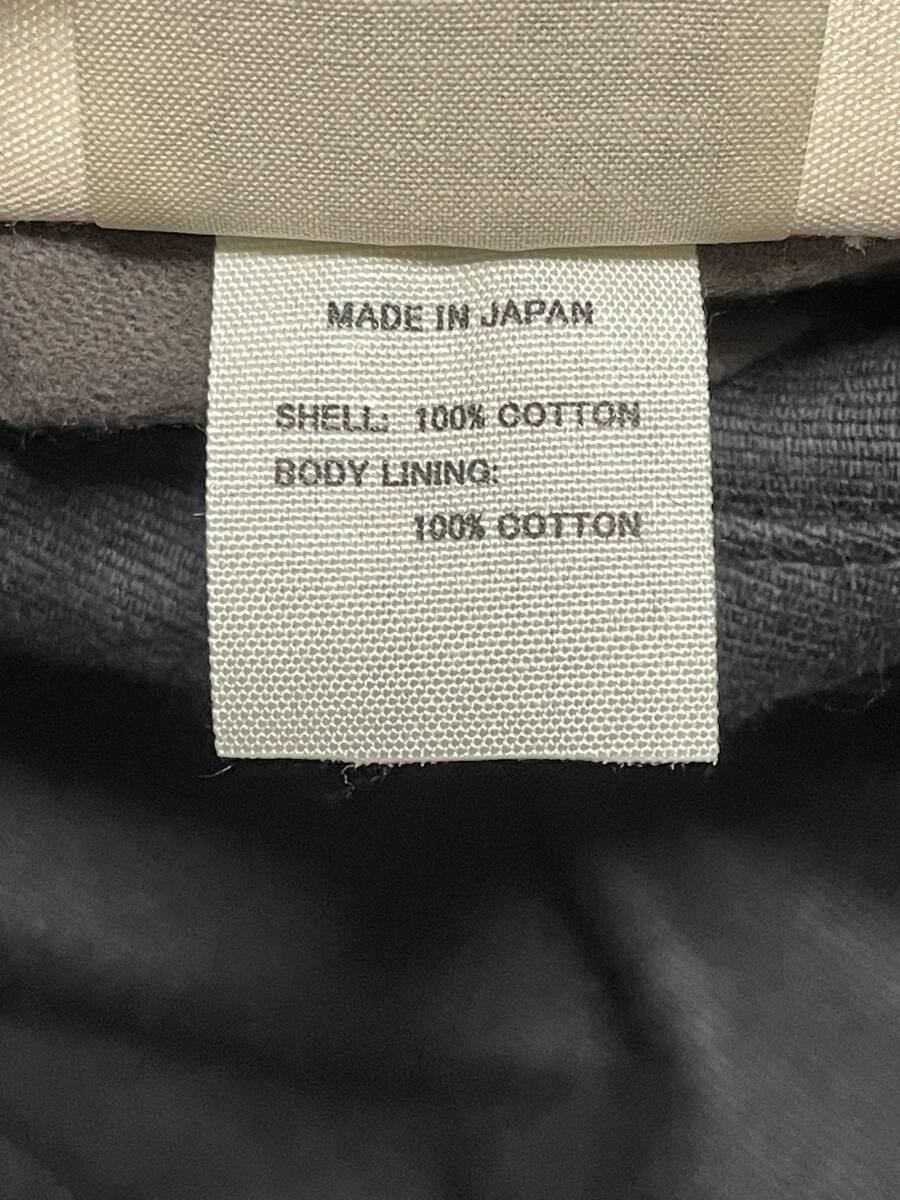 MADE IN JAPAN
SHELL: 100% COTTON
BODY LINING:
100% COTTON